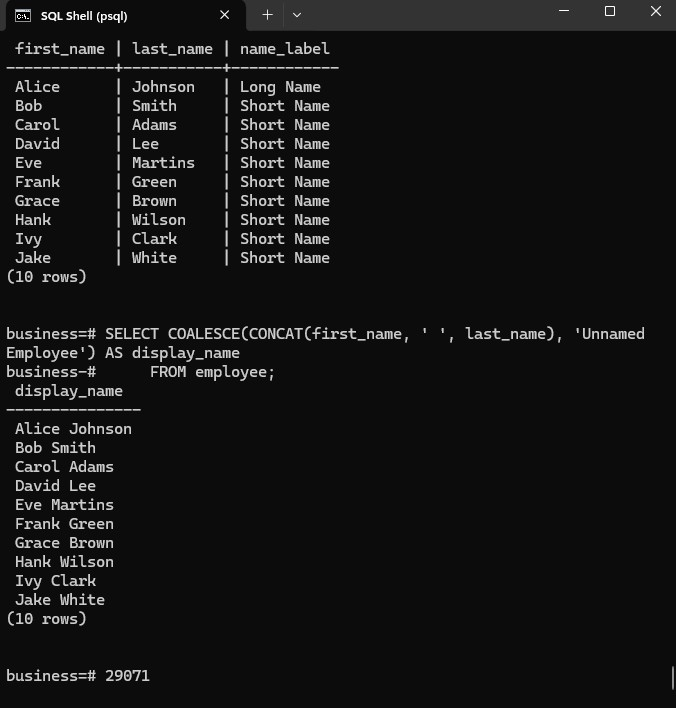 SQL Shell (psql)
first_name | last_name | name_label
------------+-----------+------------
Alice | Johnson | Long Name
Bob | Smith | Short Name
Carol | Adams | Short Name
David | Lee | Short Name
Eve | Martins | Short Name
Frank | Green | Short Name
Grace | Brown | Short Name
Hank | Wilson | Short Name
Ivy | Clark | Short Name
Jake | White | Short Name
(10 rows)
business=# SELECT COALESCE(CONCAT(first_name, ' ', last_name), 'Unnamed
Employee') AS display_name
business-# FROM employee;
display_name
---------------
Alice Johnson
Bob Smith
Carol Adams
David Lee
Eve Martins
Frank Green
Grace Brown
Hank Wilson
Ivy Clark
Jake White
(10 rows)
business=# 29071